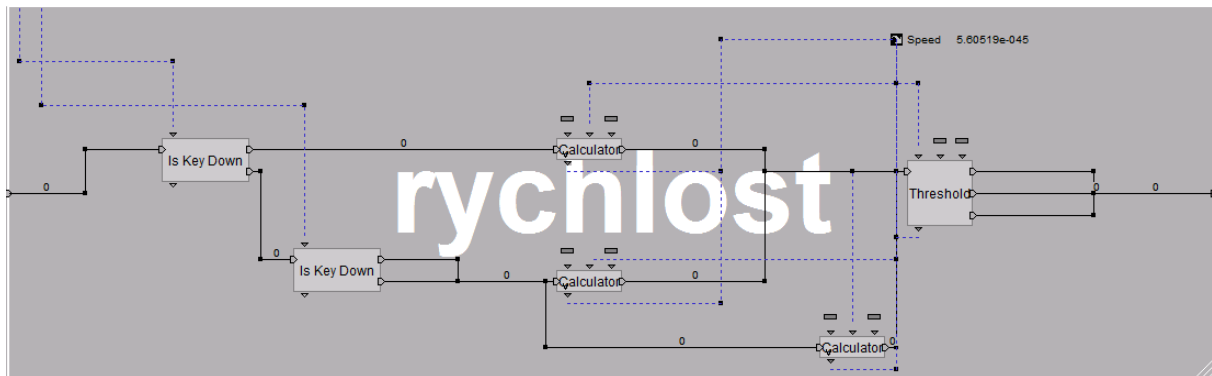 Speed 5.60519e-045
0 0 0
Is Key Down Calculator
0 0 0
rychlost Threshold
0 0
Is Key Down Calculator
0 0
Calculator